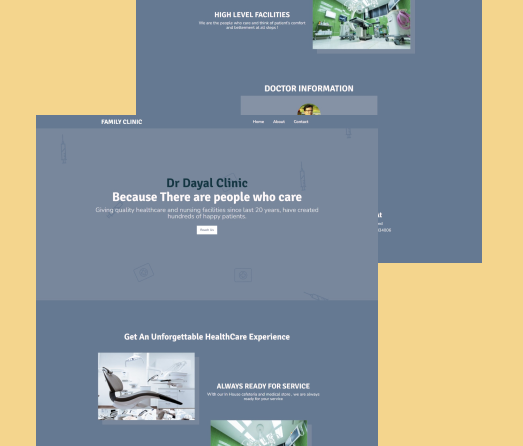 HIGH LEVEL FACILITIES
We are the people who care and think of patient's comfort
and betterment at all steps !
DOCTOR INFORMATION
FAMILY CLINIC
Home About Contact
Dr Dayal Clinic
Because There are people who care
Giving quality healthcare and nursing facilities since last 20 years, have created
hundreds of happy patients.
Get An Unforgettable HealthCare Experience
ALWAYS READY FOR SERVICE
With our in House cafeteria and medical store , we are always
ready for your service